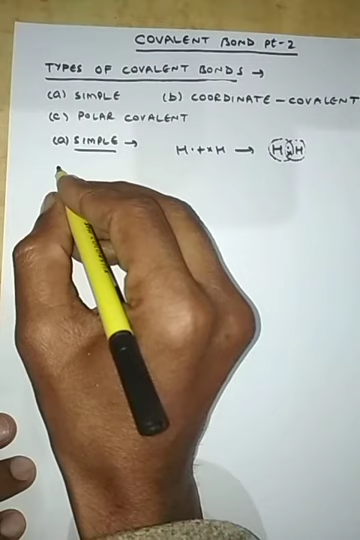 COVALENT BOND Pt-2
TYPES OF COVALENT BONDS →
(a) SIMPLE (b) COORDINATE - COVALENT
(c) POLAR COVALENT
(a) SIMPLE → H· + ×H → H·×H